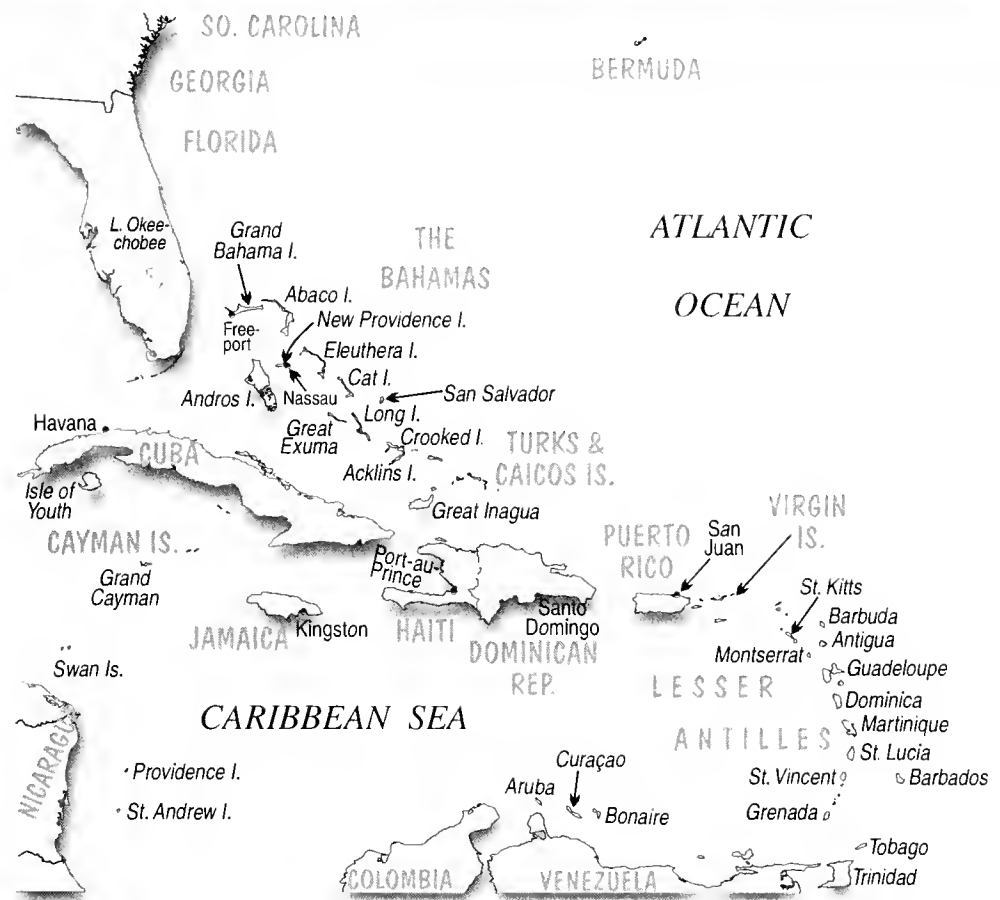 SO. CAROLINA
BERMUDA
GEORGIA
FLORIDA
L. Okee-
chobee
Grand
Bahama I.
THE
BAHAMAS
ATLANTIC
OCEAN
Abaco I.
Free-
port
New Providence I.
Eleuthera I.
Cat I.
San Salvador
Andros I.
Nassau
Long I.
Great
Exuma
Crooked I.
Acklins I.
TURKS &
CAICOS IS.
Havana
CUBA
Isle of
Youth
Great Inagua
CAYMAN IS.
Grand
Cayman
PUERTO
RICO
San
Juan
VIRGIN
IS.
Port-au-
Prince
St. Kitts
Barbuda
Antigua
Montserrat
JAMAICA
Kingston
HAITI
Santo
Domingo
DOMINICAN
REP.
Guadeloupe
LESSER
ANTILLES
Dominica
Martinique
St. Lucia
Swan Is.
CARIBBEAN SEA
NICARAGU
Providence I.
St. Andrew I.
Aruba
Curaçao
Bonaire
St. Vincent
Barbados
Grenada
Tobago
Trinidad
COLOMBIA
VENEZUELA